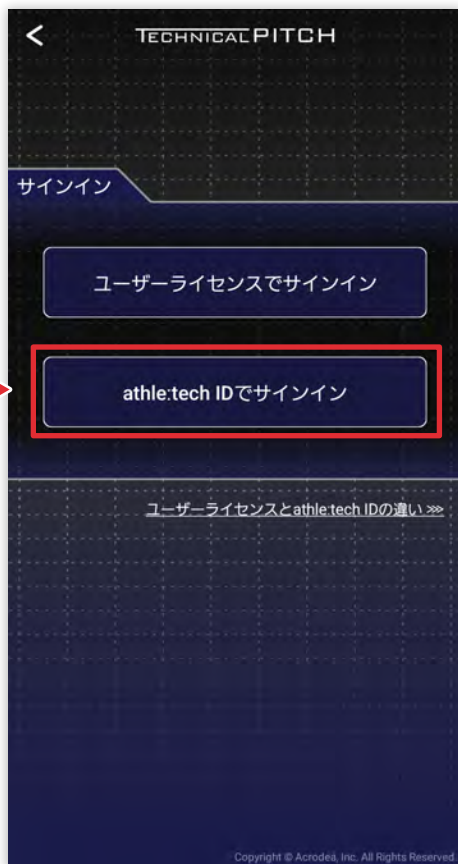 TECHNICALPITCH
サインイン
ユーザーライセンスでサインイン
athle:tech IDでサインイン
ユーザーライセンスとathle:tech IDの違い >>>
Copyright © Acrodea, Inc. All Rights Reserved.